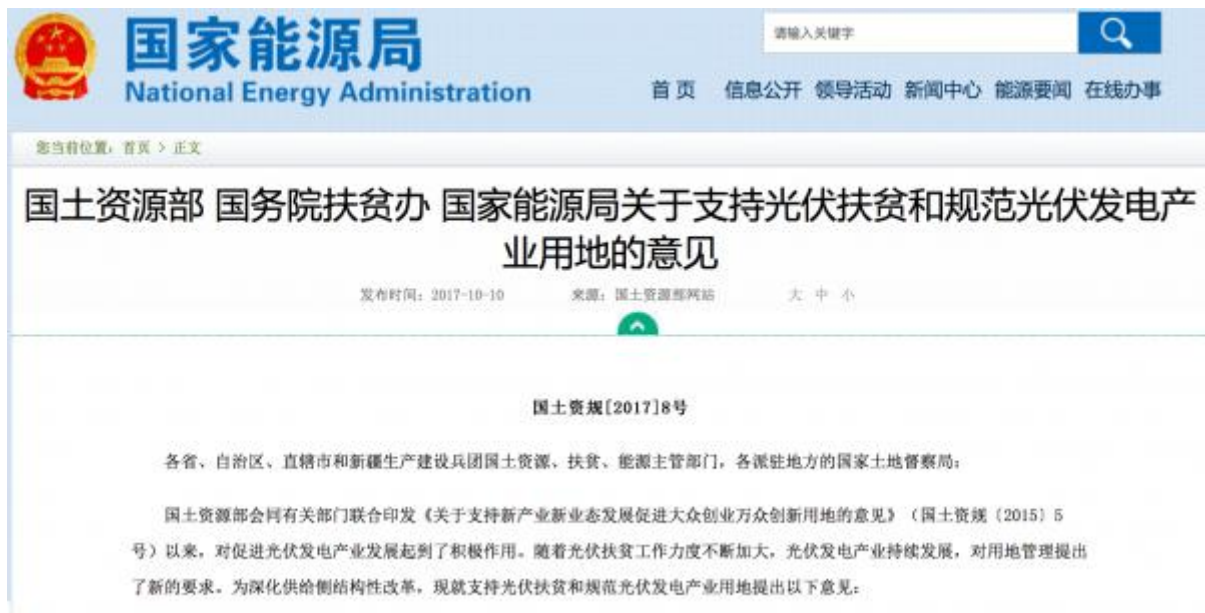 国家能源局
National Energy Administration
请输入关键字
首页 信息公开 领导活动 新闻中心 能源要闻 在线办事
您当前位置：首页 > 正文
国土资源部 国务院扶贫办 国家能源局关于支持光伏扶贫和规范光伏发电产
业用地的意见
发布时间：2017-10-10 来源：国土资源部网站 大 中 小
国土资规[2017]8号
各省、自治区、直辖市和新疆生产建设兵团国土资源、扶贫、能源主管部门，各派驻地方的国家土地督察局：
国土资源部会同有关部门联合印发《关于支持新产业新业态发展促进大众创业万众创新用地的意见》（国土资规〔2015〕5
号）以来，对促进光伏发电产业发展起到了积极作用。随着光伏扶贫工作力度不断加大，光伏发电产业持续发展，对用地管理提出
了新的要求。为深化供给侧结构性改革，现就支持光伏扶贫和规范光伏发电产业用地提出以下意见：